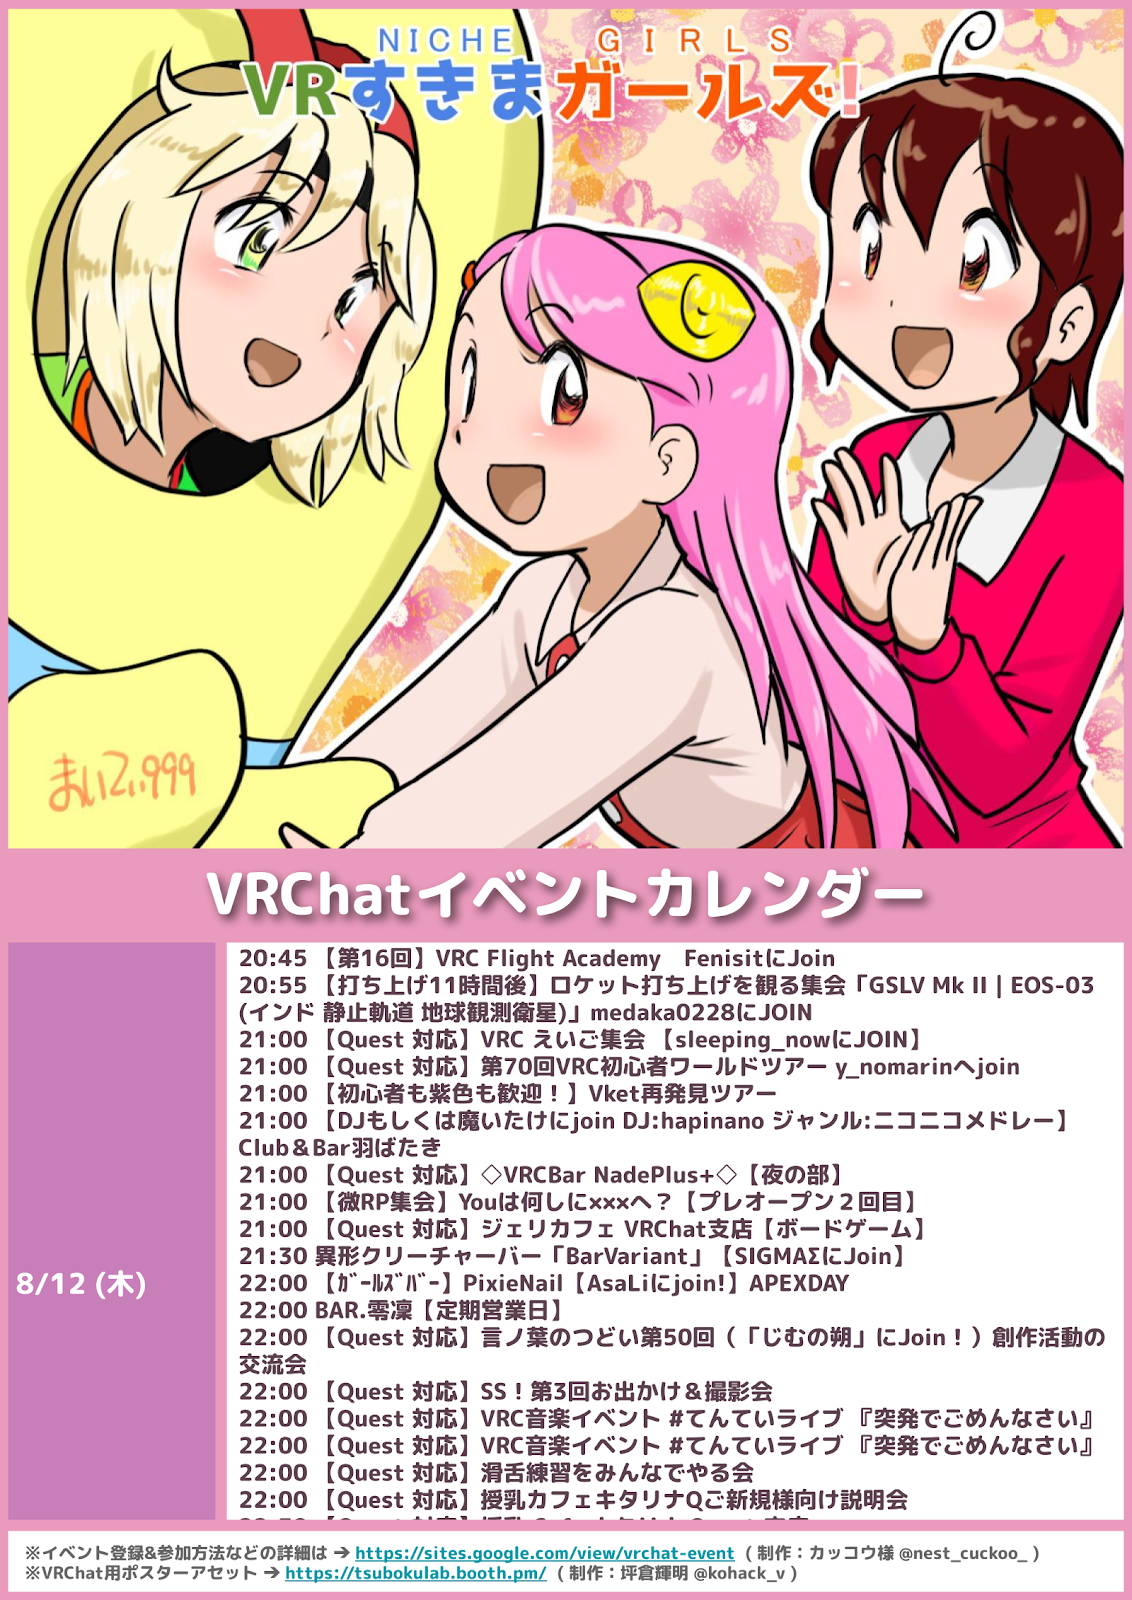 NICHE GIRLS
VRすきまガールズ!
まいてぃ999
VRChatイベントカレンダー
8/12 (木)
20:45 【第16回】VRC Flight Academy　FenisitにJoin
20:55 【打ち上げ11時間後】ロケット打ち上げを観る集会「GSLV Mk II | EOS-03
(インド 静止軌道 地球観測衛星)」medaka0228にJOIN
21:00 【Quest 対応】VRC えいご集会 【sleeping_nowにJOIN】
21:00 【Quest 対応】第70回VRC初心者ワールドツアー y_nomarinへjoin
21:00 【初心者も紫色も歓迎！】Vket再発見ツアー
21:00 【DJもしくは魔いたけにjoin DJ:hapinano ジャンル:ニコニコメドレー】
Club＆Bar羽ばたき
21:00 【Quest 対応】◇VRCBar NadePlus+◇【夜の部】
21:00 【微RP集会】Youは何しに×××へ？【プレオープン２回目】
21:00 【Quest 対応】ジェリカフェ VRChat支店【ボードゲーム】
21:30 異形クリーチャーバー「BarVariant」【SIGMAΣにJoin】
22:00 【ｶﾞｰﾙｽﾞﾊﾞｰ】PixieNail【AsaLiにjoin!】APEXDAY
22:00 BAR.零凜【定期営業日】
22:00 【Quest 対応】言ノ葉のつどい第50回（「じむの朔」にJoin！）創作活動の
交流会
22:00 【Quest 対応】SS！第3回お出かけ＆撮影会
22:00 【Quest 対応】VRC音楽イベント #てんていライブ 『突発でごめんなさい』
22:00 【Quest 対応】VRC音楽イベント #てんていライブ 『突発でごめんなさい』
22:00 【Quest 対応】滑舌練習をみんなでやる会
22:00 【Quest 対応】授乳カフェキタリナQご新規様向け説明会
※イベント登録&参加方法などの詳細は ➔ https://sites.google.com/view/vrchat-event ( 制作：カッコウ様 @nest_cuckoo_ )
※VRChat用ポスターアセット ➔ https://tsubokulab.booth.pm/ ( 制作：坪倉輝明 @kohack_v )